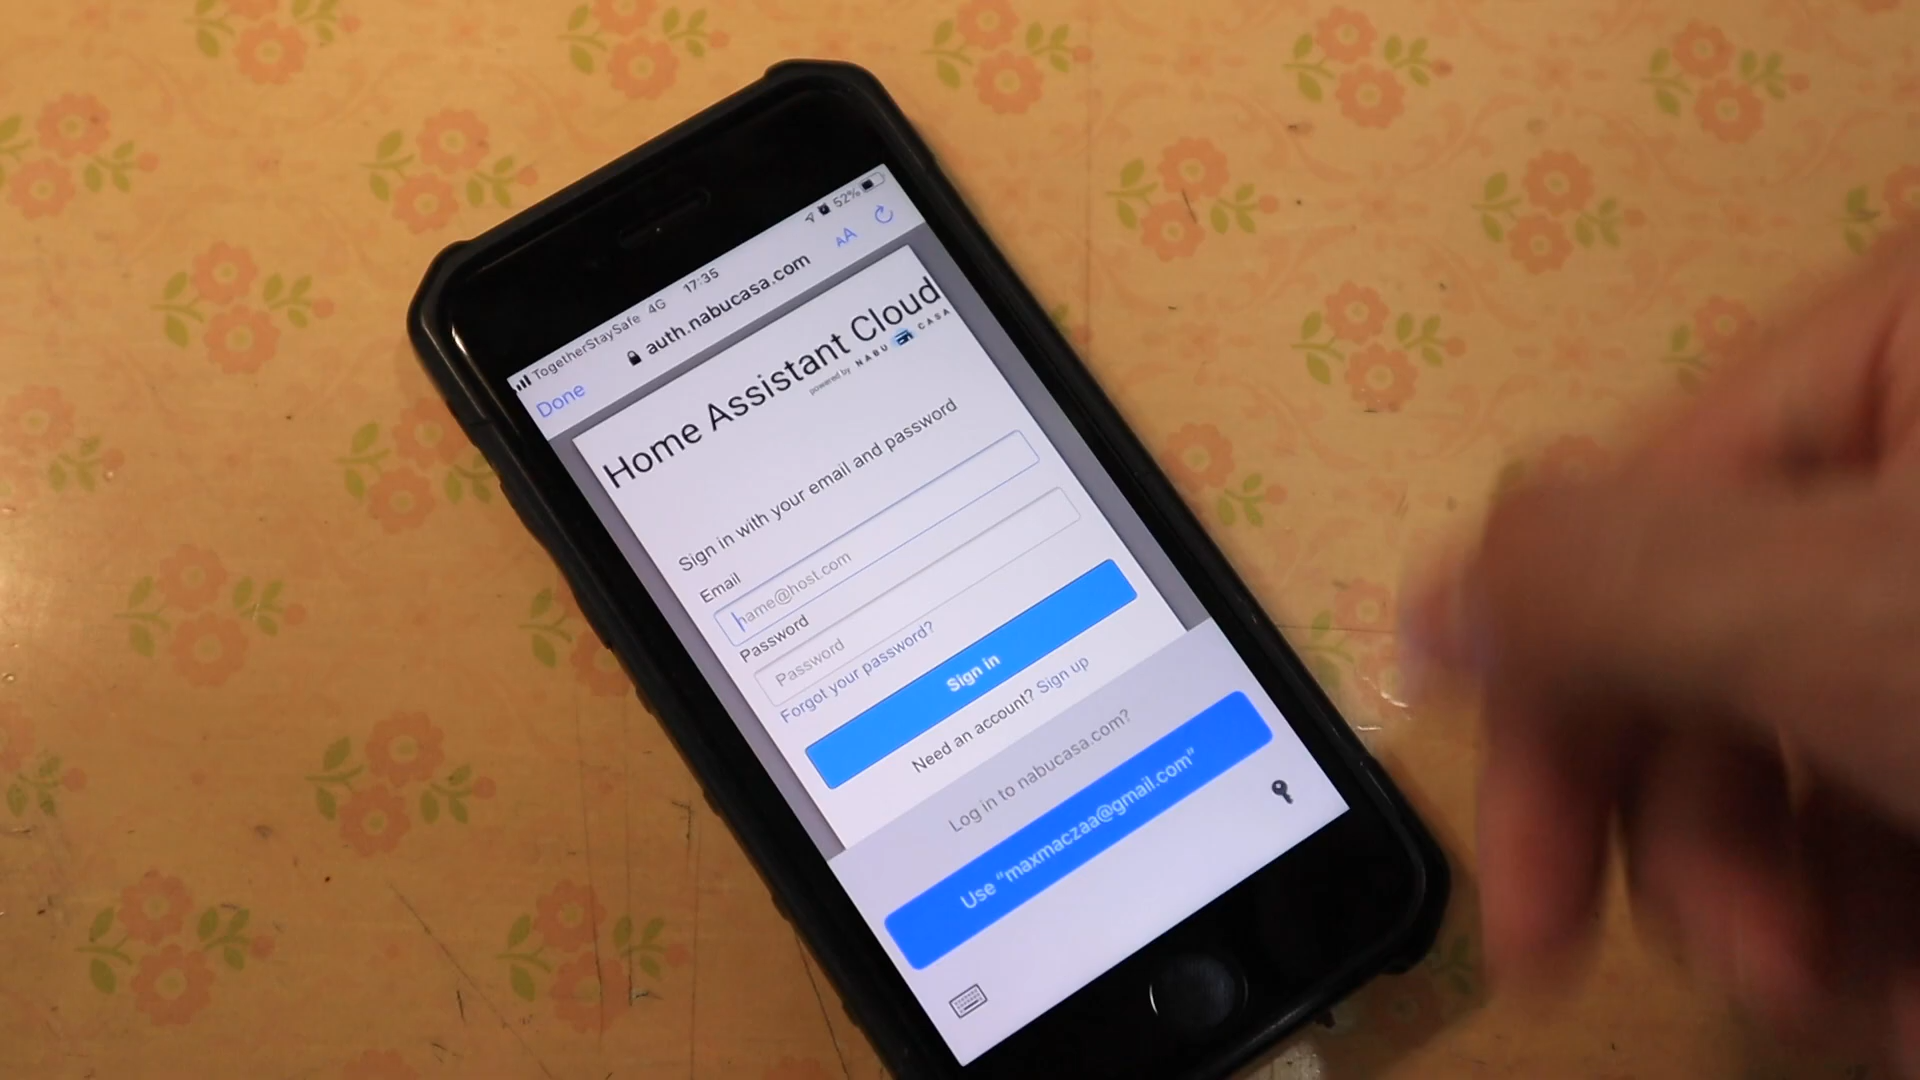 TogetherStaySafe 4G 17:35 52%
Done auth.nabucasa.com AA
Home Assistant Cloud
powered by NABU CASA
Sign in with your email and password
Email
name@host.com
Password
Password
Forgot your password?
Sign in
Need an account? Sign up
Log in to nabucasa.com?
Use “maxmaczaa@gmail.com”